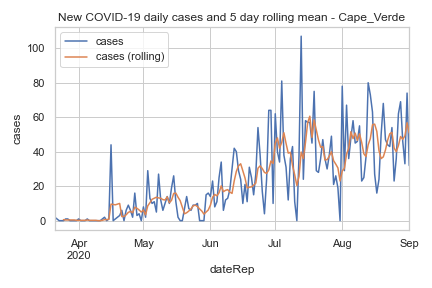 New COVID-19 daily cases and 5 day rolling mean - Cape_Verde
cases
cases (rolling)
cases
100
80
60
40
20
0
Apr May Jun Jul Aug Sep
2020
dateRep